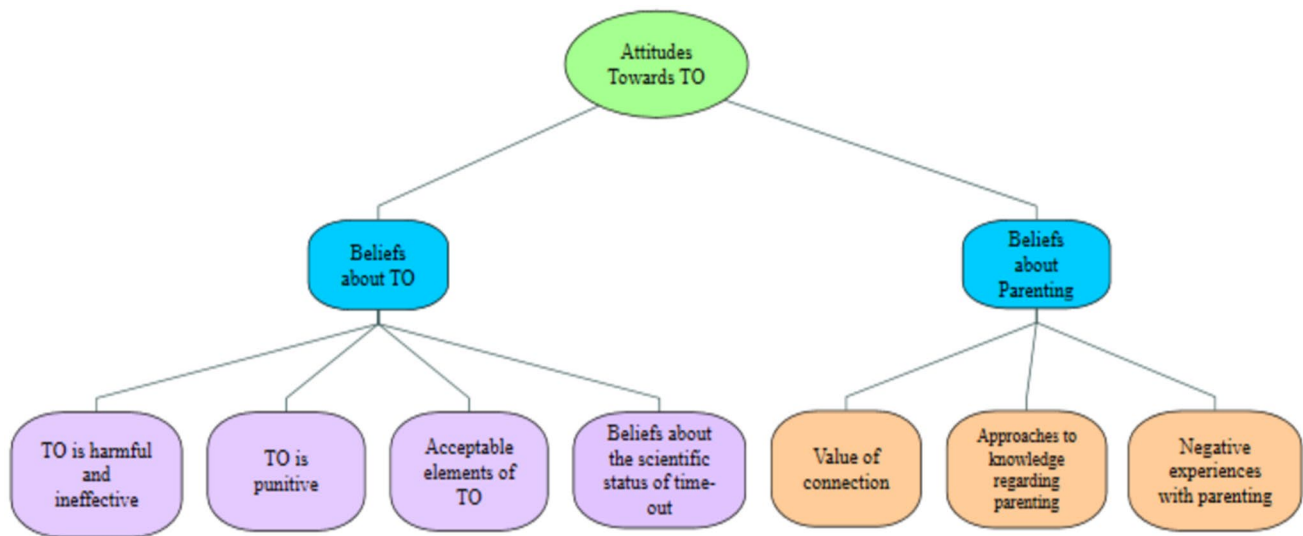 Attitudes
Towards TO
Beliefs
about TO
Beliefs
about
Parenting
TO is harmful
and
ineffective
TO is
punitive
Acceptable
elements of
TO
Beliefs about
the scientific
status of time-
out
Value of
connection
Approaches to
knowledge
regarding
parenting
Negative
experiences
with parenting